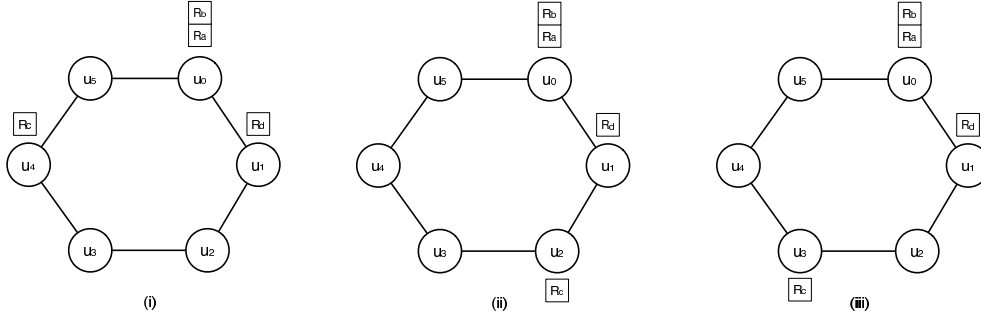 Rb Rb Rb
Ra Ra Ra
u5 u0 u5 u0 u5 u0
Rc Rd Rd Rd
u4 u1 u4 u1 u4 u1
u3 u2 u3 u2 u3 u2
Rc Rc
(i) (ii) (iii)